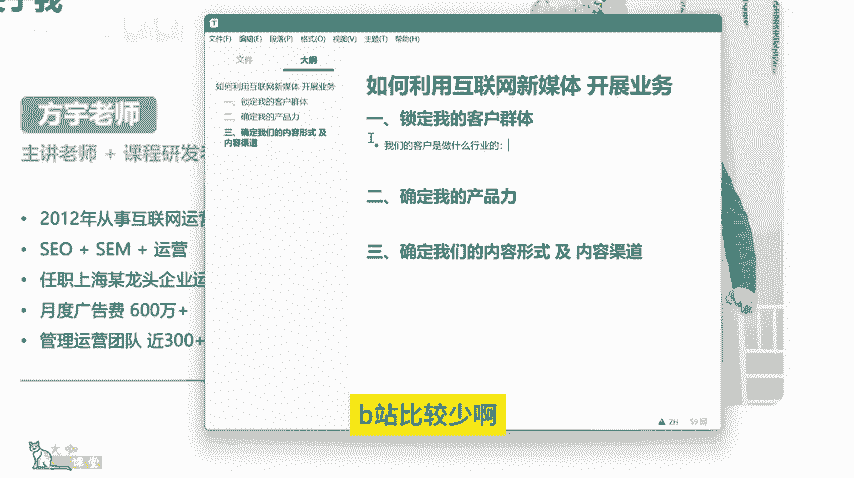 于我
文件(F) 编辑(E) 段落(P) 格式(O) 视图(V) 主题(T) 帮助(H)
文件 大纲
如何利用互联网新媒体 开展业务
一、锁定我的客户群体
二、确定我的产品力
三、确定我们的内容形式 及
内容渠道
如何利用互联网新媒体 开展业务
一、锁定我的客户群体
我们的客户是做什么行业的：
二、确定我的产品力
三、确定我们的内容形式 及 内容渠道
方宇老师
主讲老师 + 课程研发
• 2012年从事互联网运营
• SEO + SEM + 运营
• 任职上海某龙头企业运
• 月度广告费 600万+
• 管理运营团队 近300+
b站比较少啊
大咖
课堂